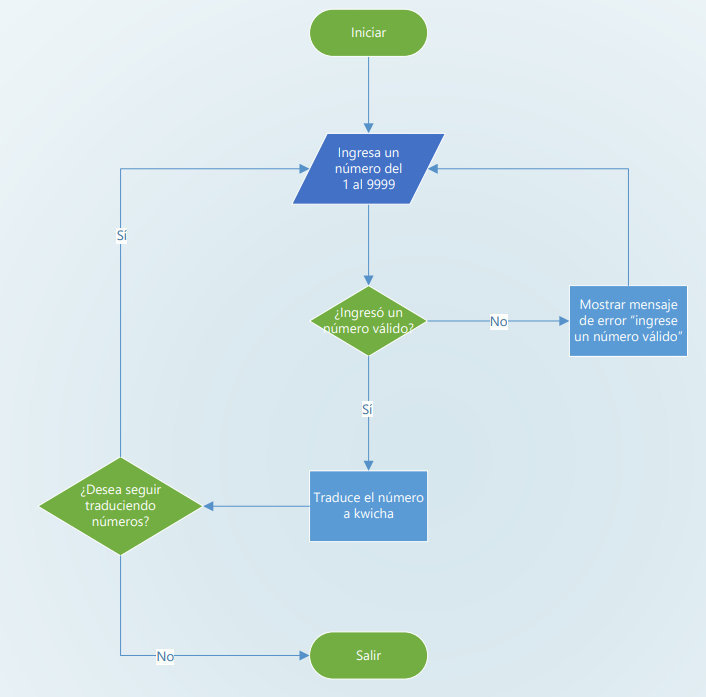 Iniciar
Ingresa un
número del
1 al 9999
¿Ingresó un
número válido?
No
Mostrar mensaje
de error “ingrese
un número válido”
Sí
Traduce el número
a kwicha
¿Desea seguir
traduciendo
números?
Sí
No
Salir